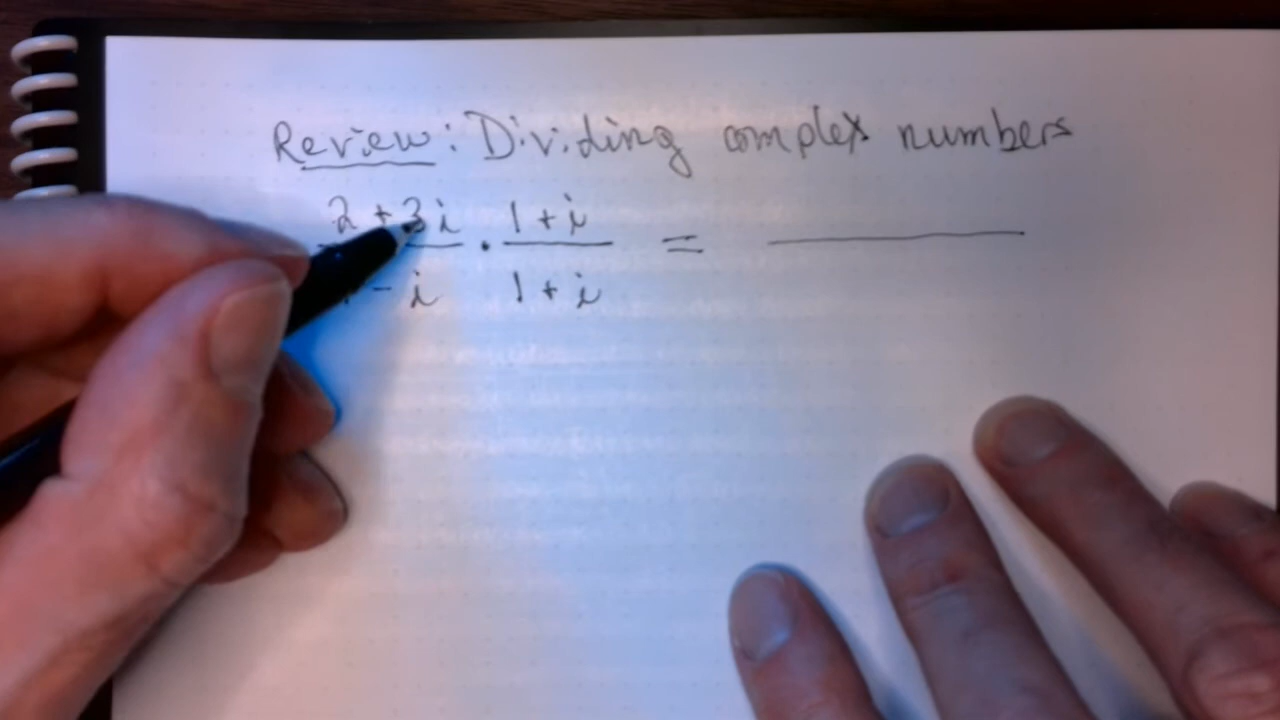 Review: Dividing complex numbers
2 + 3i · 1 + i =
- i 1 + i